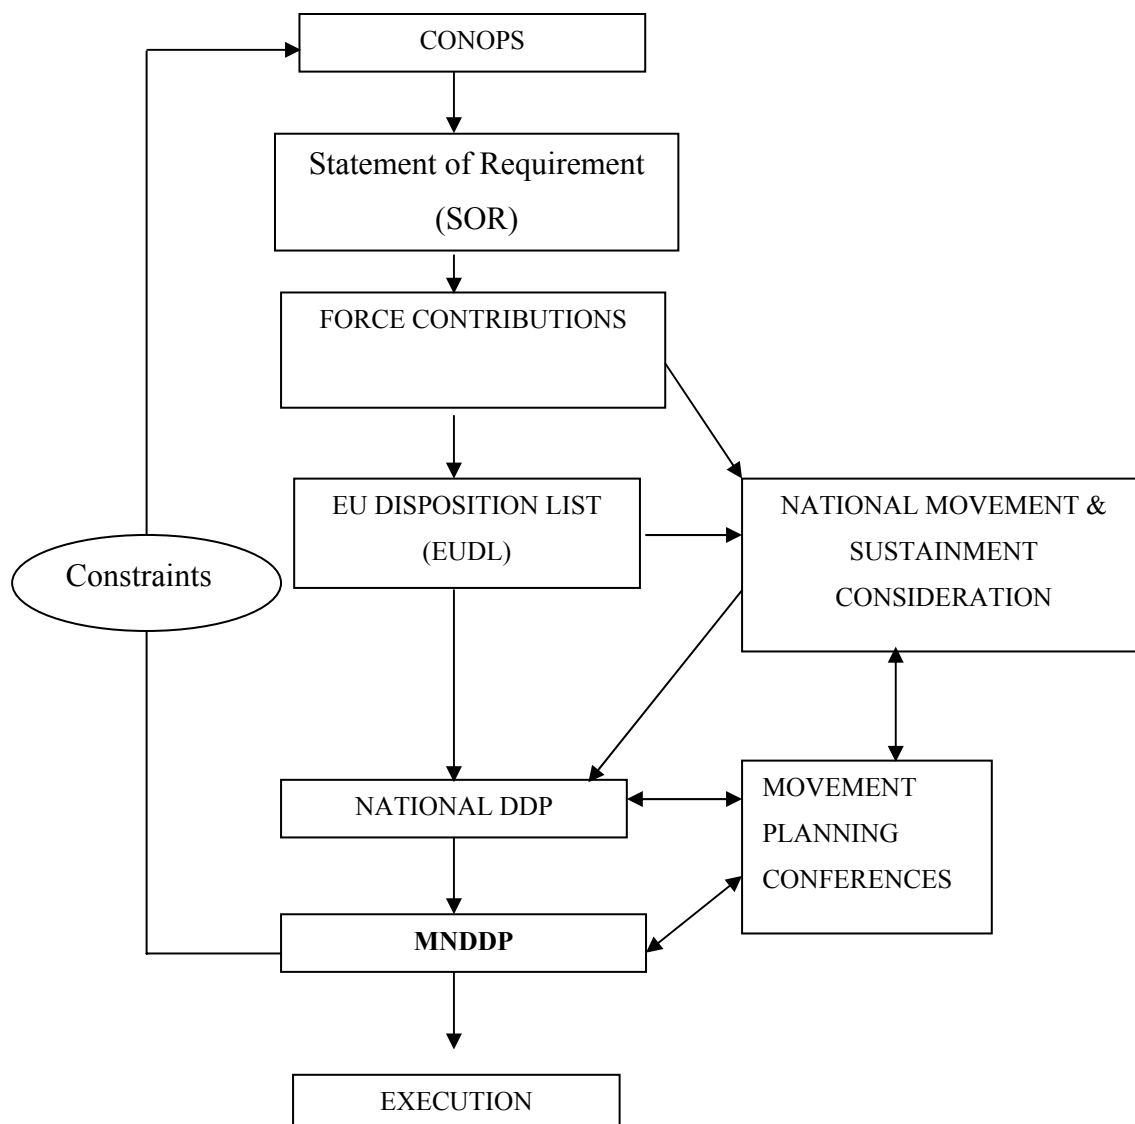 CONOPS
Statement of Requirement
(SOR)
FORCE CONTRIBUTIONS
EU DISPOSITION LIST
(EUDL)
NATIONAL MOVEMENT &
SUSTAINMENT
CONSIDERATION
Constraints
NATIONAL DDP
MOVEMENT
PLANNING
CONFERENCES
MNDDP
EXECUTION